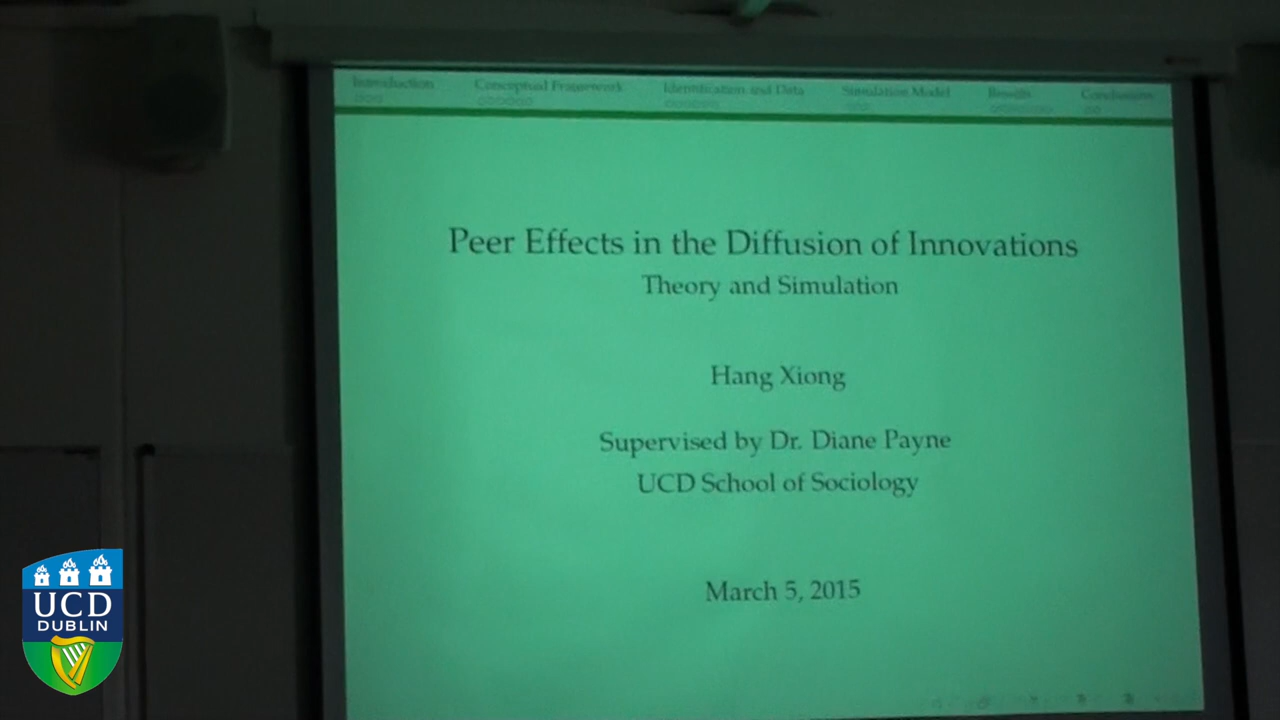 Introduction Conceptual Framework Identification and Data Simulation Model Results Conclusions
Peer Effects in the Diffusion of Innovations
Theory and Simulation
Hang Xiong
Supervised by Dr. Diane Payne
UCD School of Sociology
March 5, 2015
UCD
DUBLIN